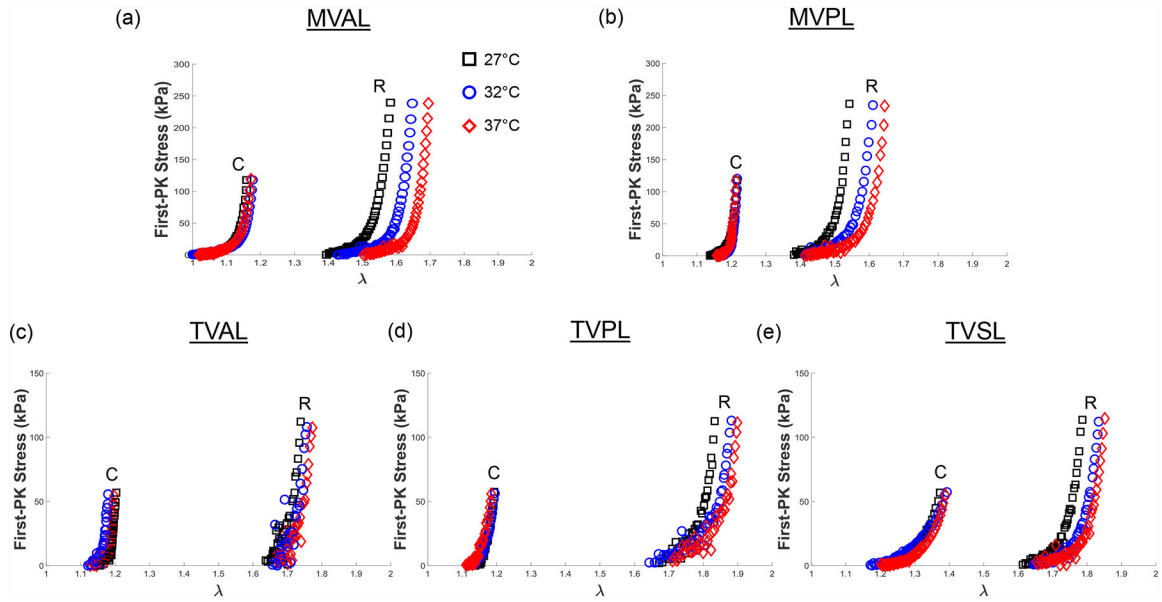 (a)
MVAL
First-PK Stress (kPa)
300
250
200
150
100
50
0
1
1.1
1.2
1.3
1.4
1.5
1.6
1.7
1.8
1.9
2
λ
C
R
27°C
32°C
37°C
(b)
MVPL
First-PK Stress (kPa)
300
250
200
150
100
50
0
1
1.1
1.2
1.3
1.4
1.5
1.6
1.7
1.8
1.9
2
λ
C
R
(c)
TVAL
First-PK Stress (kPa)
150
100
50
0
1
1.1
1.2
1.3
1.4
1.5
1.6
1.7
1.8
1.9
2
λ
C
R
(d)
TVPL
First-PK Stress (kPa)
150
100
50
0
1
1.1
1.2
1.3
1.4
1.5
1.6
1.7
1.8
1.9
2
λ
C
R
(e)
TVSL
First-PK Stress (kPa)
150
100
50
0
1
1.1
1.2
1.3
1.4
1.5
1.6
1.7
1.8
1.9
2
λ
C
R